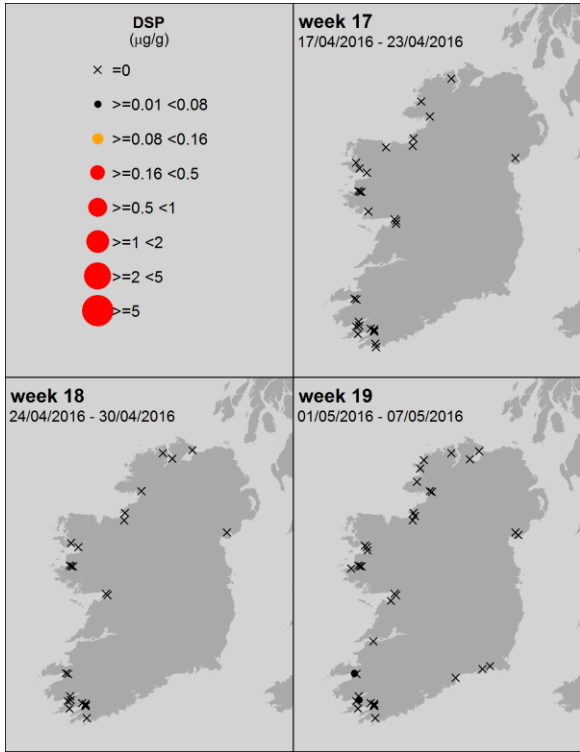 DSP
(μg/g)
=0
>=0.01 <0.08
>=0.08 <0.16
>=0.16 <0.5
>=0.5 <1
>=1 <2
>=2 <5
>=5
week 17
17/04/2016 - 23/04/2016
week 18
24/04/2016 - 30/04/2016
week 19
01/05/2016 - 07/05/2016